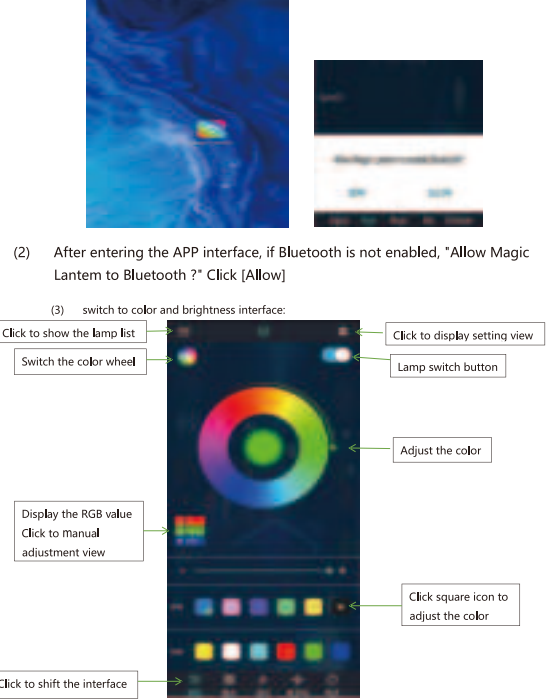 (2) After entering the APP interface, if Bluetooth is not enabled, "Allow Magic
Lantem to Bluetooth ?" Click [Allow]
(3) switch to color and brightness interface:
Click to show the lamp list
Click to display setting view
Switch the color wheel
Lamp switch button
Adjust the color
Display the RGB value
Click to manual
adjustment view
Click square icon to
adjust the color
Click to shift the interface